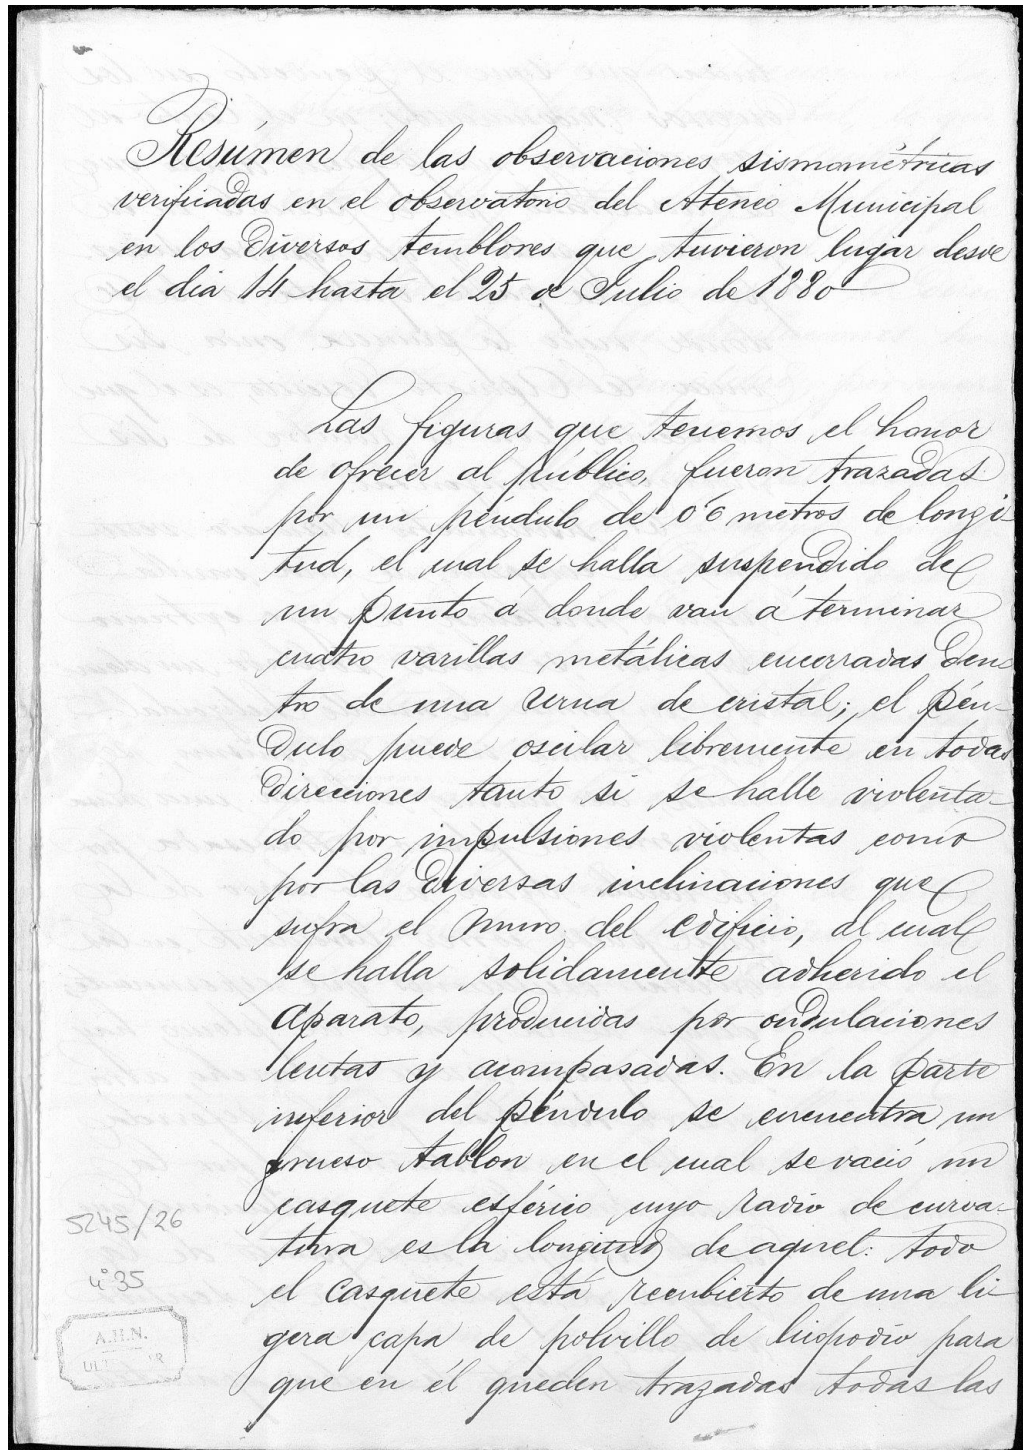 Resúmen de las observaciones sismométricas
verificadas en el observatorio del Ateneo Municipal
en los diversos temblores que tuvieron lugar desde
el dia 14 hasta el 25 de Julio de 1880
Las figuras que tenemos el honor
de ofrecer al público, fueron trazadas
por un péndulo de 0'6 metros de longi-
tud, el cual se halla suspendido de
un punto á donde van á terminar
cuatro varillas metálicas encerradas den-
tro de una urna de cristal; el pén-
dulo puede oscilar libremente en todas
direcciones tanto si se halle violenta-
do por impulsiones violentas como
por las diversas inclinaciones que
sufra el muro del edificio, al cual
se halla solidamente adherido el
aparato, producidas por ondulaciones
lentas y acompasadas. En la parte
inferior del péndulo se encuentra un
grueso tablon en el cual se vació un
casquete esférico cuyo radio de curva-
tura es la longitud de aquel: todo
el casquete está recubierto de una li-
gera capa de polvillo de licopodio para
que en él queden trazadas todas las
5245/26
nº 35
A.H.N.